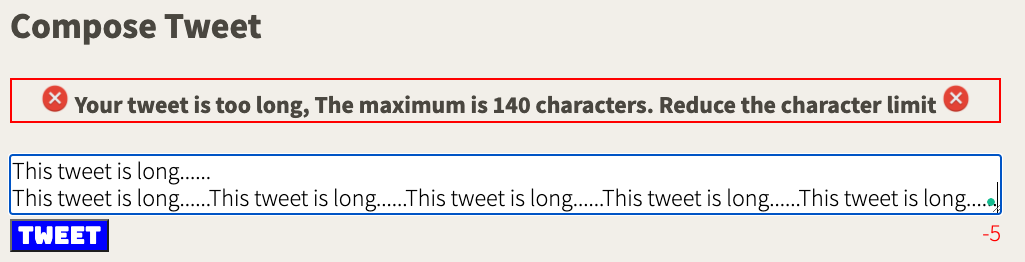 Compose Tweet
Your tweet is too long, The maximum is 140 characters. Reduce the character limit
This tweet is long......
This tweet is long......This tweet is long......This tweet is long......This tweet is long......This tweet is long......
TWEET
-5